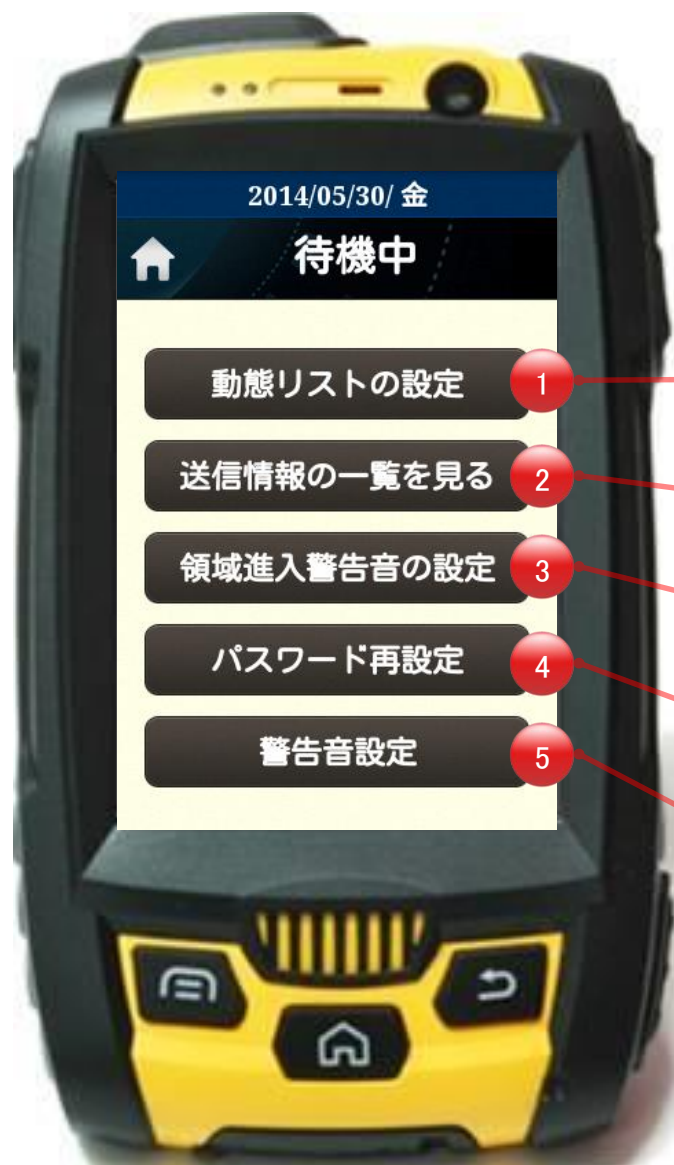 2014/05/30/ 金
待機中
動態リストの設定 1
送信情報の一覧を見る 2
領域進入警告音の設定 3
パスワード再設定 4
警告音設定 5